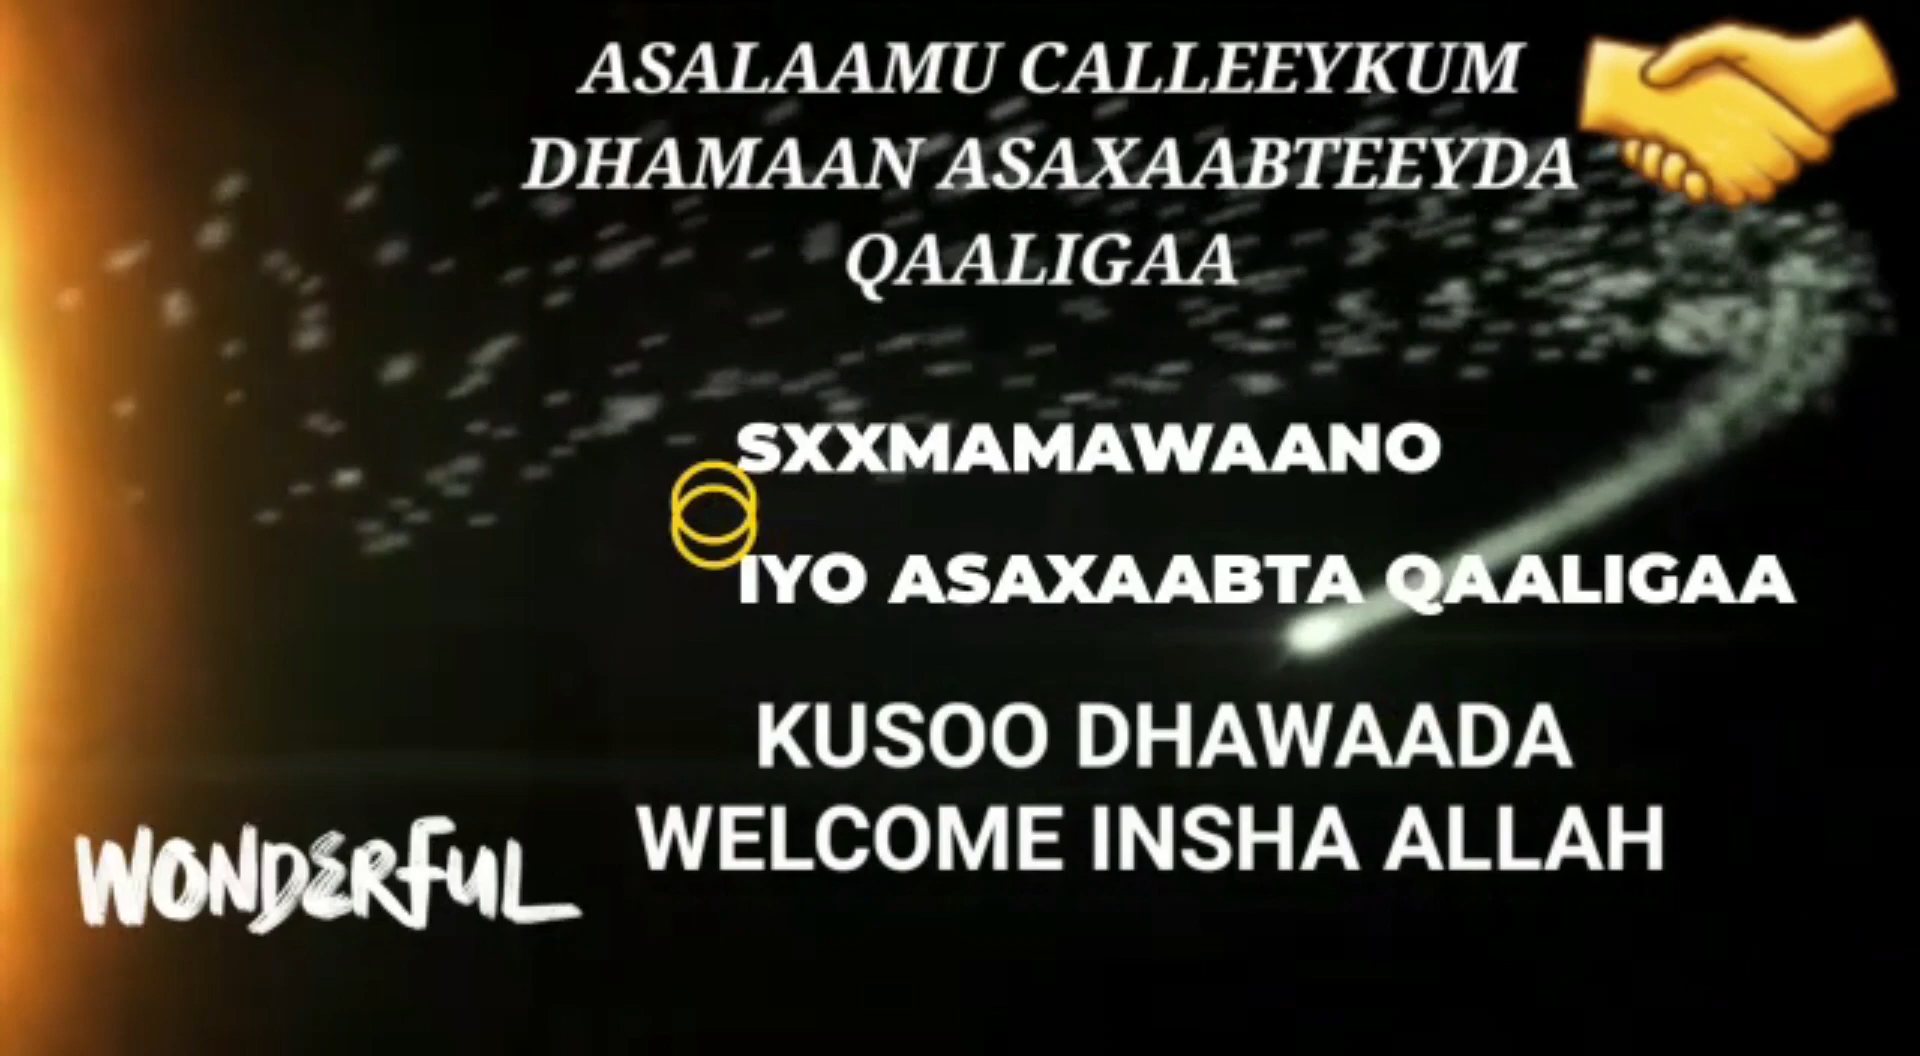 ASALAAMU CALLEEYKUM
DHAMAAN ASAXAABTEEYDA
QAALIGAA
SXXMAMAWAANO
IYO ASAXAABTA QAALIGAA
KUSOO DHAWAADA
WELCOME INSHA ALLAH
WONDERFUL